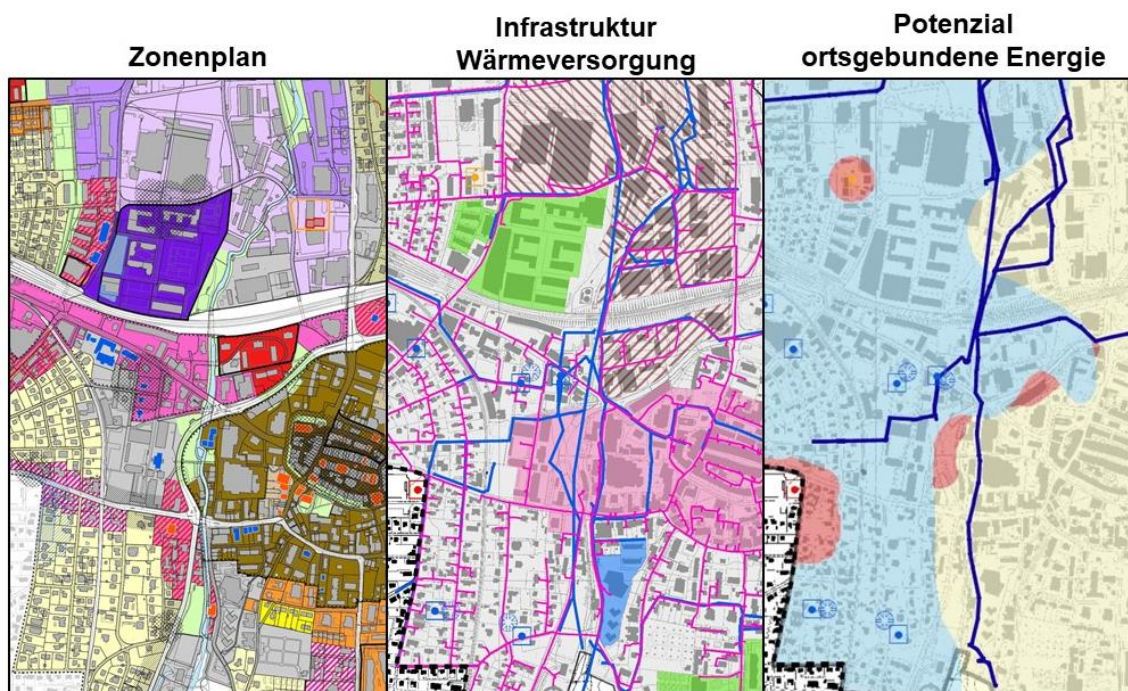 Zonenplan
Infrastruktur
Wärmeversorgung
Potenzial
ortsgebundene Energie